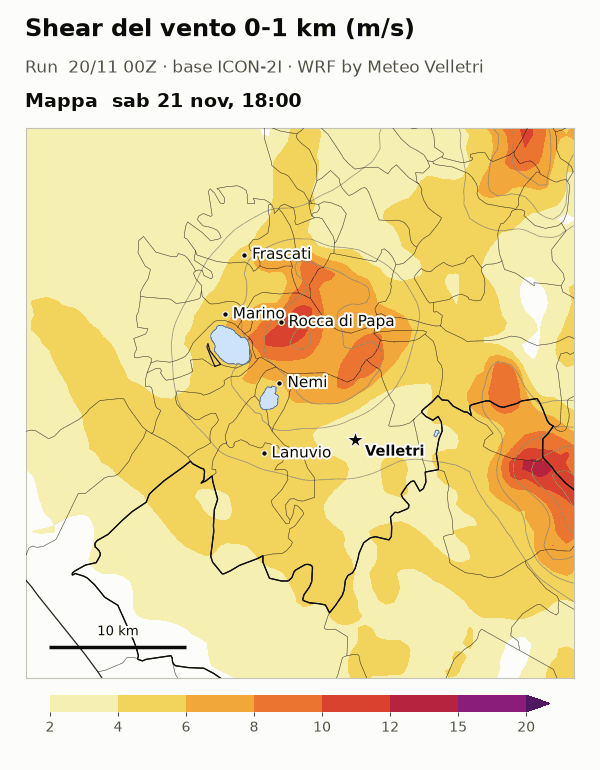 Shear del vento 0-1 km (m/s)
Run  20/11 00Z · base ICON-2I · WRF by Meteo Velletri
Mappa  sab 21 nov, 18:00
Frascati
Marino
Rocca di Papa
Nemi
Velletri
Lanuvio
10 km
2 4 6 8 10 12 15 20